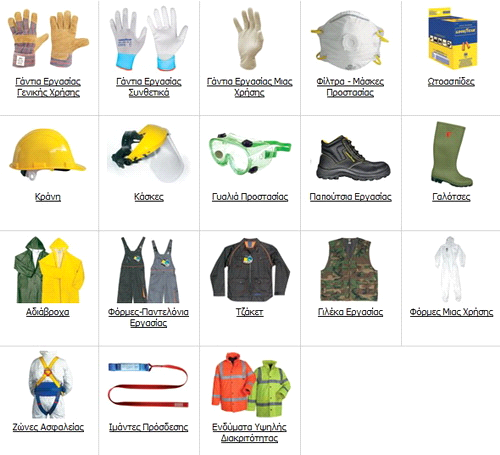 Γάντια Εργασίας
Γενικής Χρήσης
Γάντια Εργασίας
Συνθετικά
Γάντια Εργασίας Μιας
Χρήσης
Φίλτρα - Μάσκες
Προστασίας
Ωτοασπίδες
Κράνη
Κάσκες
Γυαλιά Προστασίας
Παπούτσια Εργασίας
Γαλότσες
Αδιάβροχα
Φόρμες-Παντελόνια
Εργασίας
Τζάκετ
Γιλέκα Εργασίας
Φόρμες Μιας Χρήσης
Ζώνες Ασφαλείας
Ιμάντες Πρόσδεσης
Ενδύματα Υψηλής
Διακριτότητας